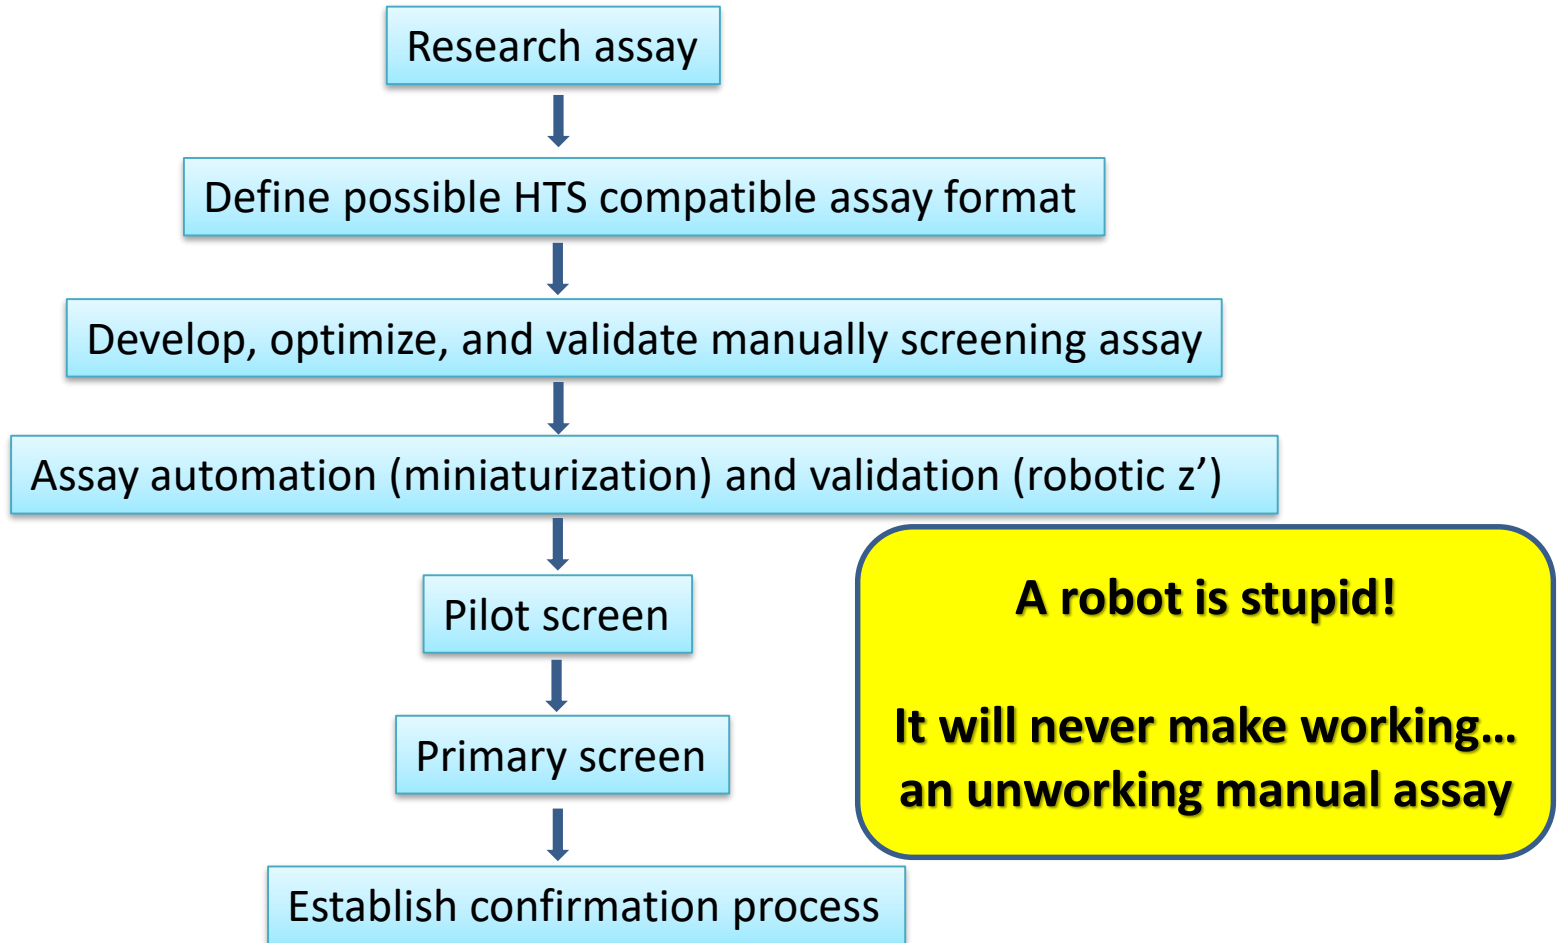 Research assay
Define possible HTS compatible assay format
Develop, optimize, and validate manually screening assay
Assay automation (miniaturization) and validation (robotic z’)
Pilot screen
A robot is stupid!
It will never make working…
an unworking manual assay
Primary screen
Establish confirmation process